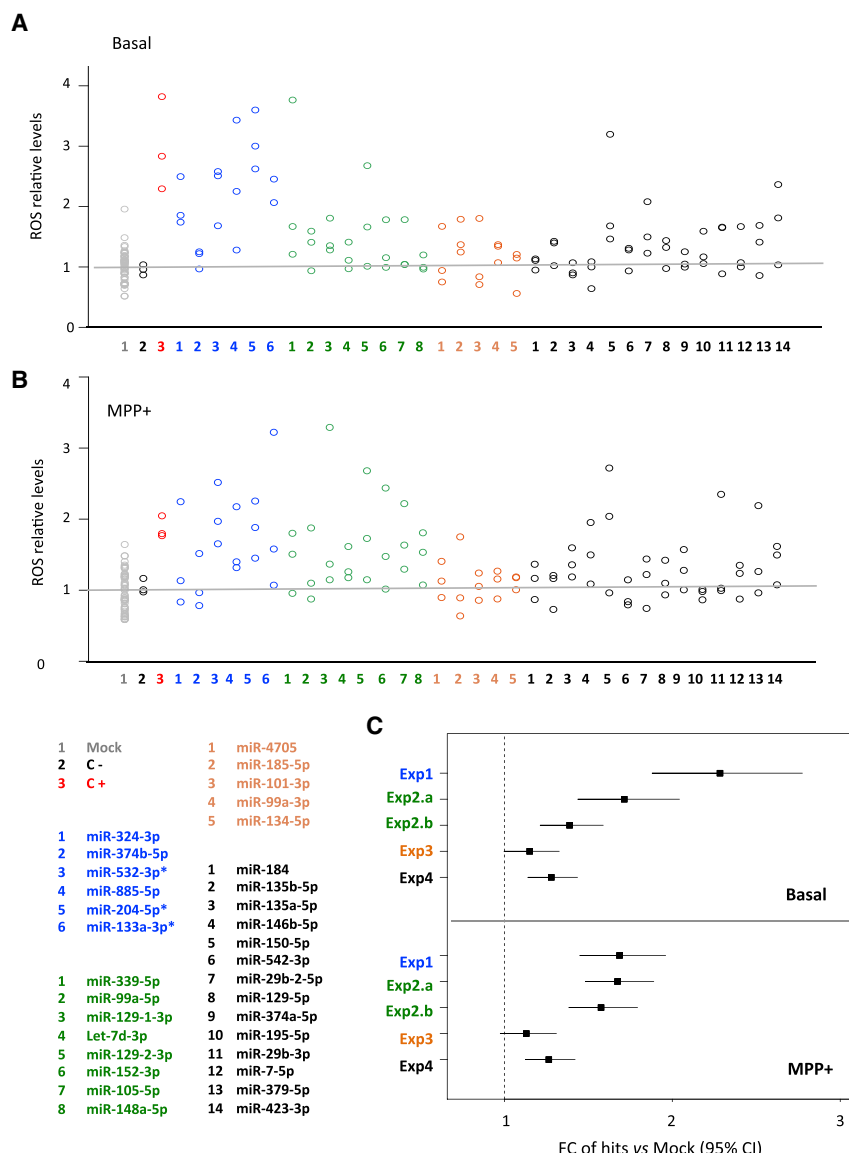 A
Basal
ROS relative levels
4
3
2
1
0
1 2 3 1 2 3 4 5 6 1 2 3 4 5 6 7 8 1 2 3 4 5 1 2 3 4 5 6 7 8 9 10 11 12 13 14
B
MPP+
ROS relative levels
4
3
2
1
0
1 2 3 1 2 3 4 5 6 1 2 3 4 5 6 7 8 1 2 3 4 5 1 2 3 4 5 6 7 8 9 10 11 12 13 14
1 Mock
2 C -
3 C +
1 miR-324-3p
2 miR-374b-5p
3 miR-532-3p*
4 miR-885-5p
5 miR-204-5p*
6 miR-133a-3p*
1 miR-339-5p
2 miR-99a-5p
3 miR-129-1-3p
4 Let-7d-3p
5 miR-129-2-3p
6 miR-152-3p
7 miR-105-5p
8 miR-148a-5p
1 miR-4705
2 miR-185-5p
3 miR-101-3p
4 miR-99a-3p
5 miR-134-5p
1 miR-184
2 miR-135b-5p
3 miR-135a-5p
4 miR-146b-5p
5 miR-150-5p
6 miR-542-3p
7 miR-29b-2-5p
8 miR-129-5p
9 miR-374a-5p
10 miR-195-5p
11 miR-29b-3p
12 miR-7-5p
13 miR-379-5p
14 miR-423-3p
C
Exp1
Exp2.a
Exp2.b
Exp3
Exp4
Basal
Exp1
Exp2.a
Exp2.b
Exp3
Exp4
MPP+
1 2 3
FC of hits vs Mock (95% CI)